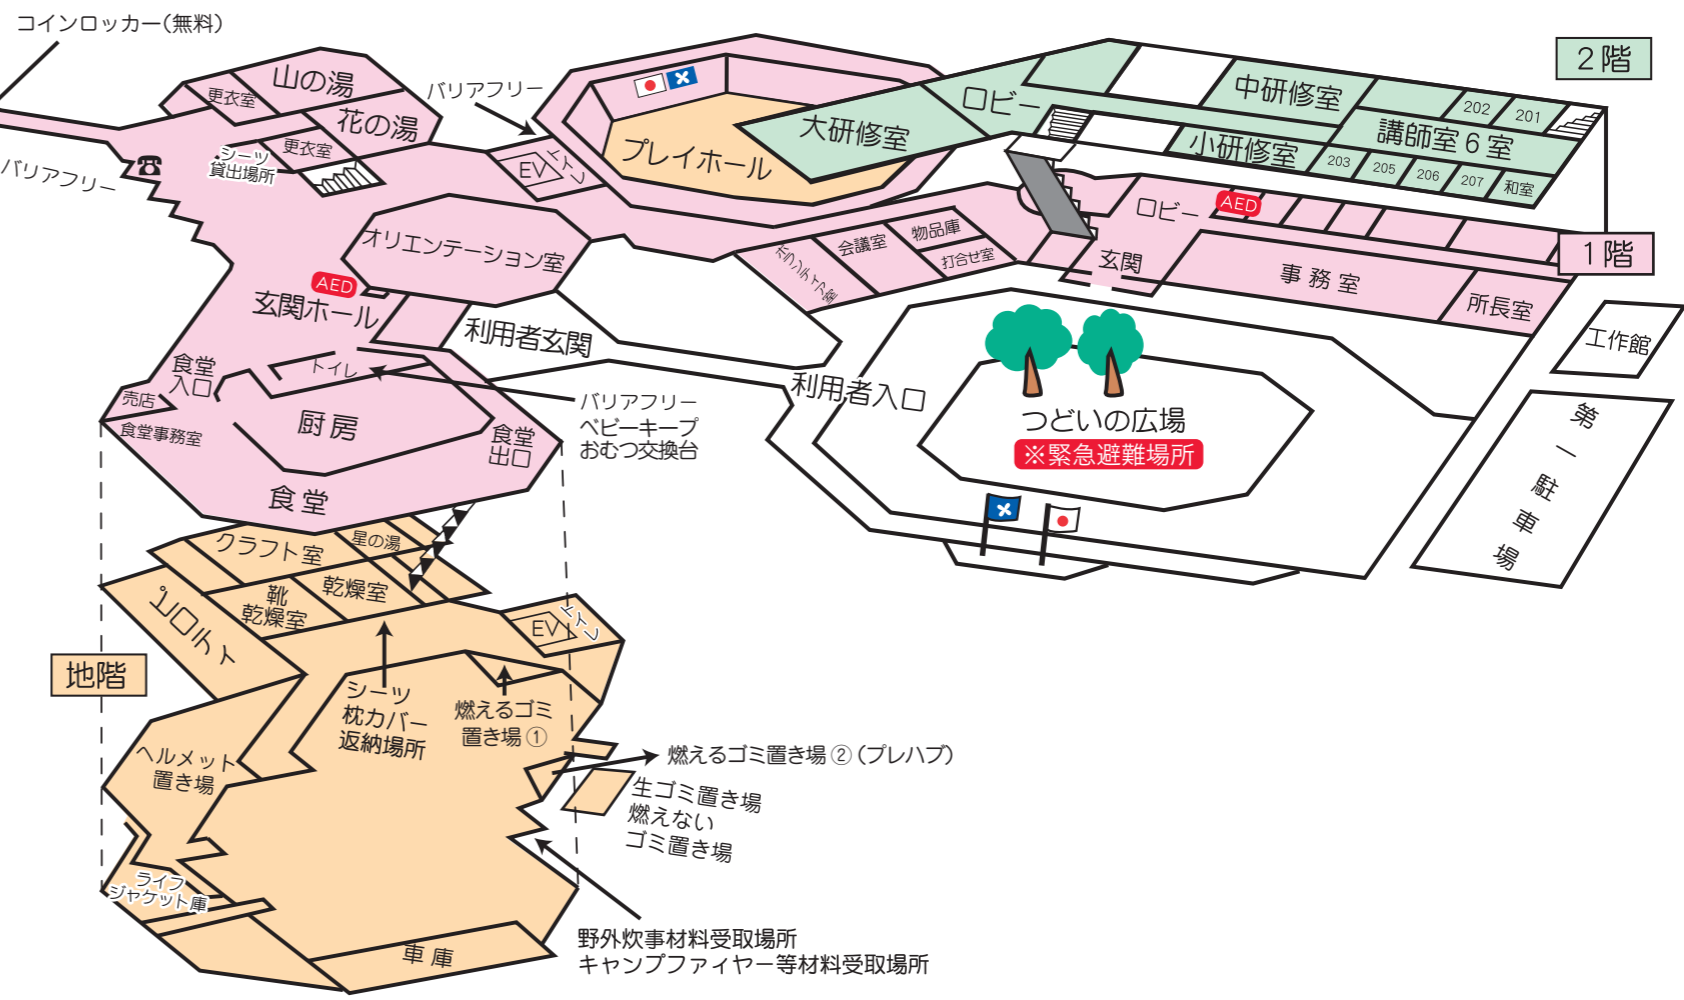 コインロッカー(無料)
2階
山の湯
更衣室
バリアフリー
花の湯
更衣室
シーツ
貸出場所
バリアフリー
EV
トイレ
プレイホール
大研修室
ロビー
中研修室
202
201
講師室6室
小研修室
203
205
206
207
和室
1階
オリエンテーション室
AED
玄関ホール
利用者玄関
ボランティア室
会議室
物品庫
打合せ室
ロビー
AED
玄関
事務室
所長室
工作館
食堂
入口
トイレ
売店
食堂事務室
厨房
食堂
出口
食堂
バリアフリー
ベビーキープ
おむつ交換台
利用者入口
つどいの広場
※緊急避難場所
第一駐車場
クラフト室
星の湯
靴
乾燥室
乾燥室
ピロティ
EV
トイレ
地階
シーツ
枕カバー
返納場所
燃えるゴミ
置き場①
ヘルメット
置き場
燃えるゴミ置き場②(プレハブ)
生ゴミ置き場
燃えない
ゴミ置き場
ライフ
ジャケット庫
車庫
野外炊事材料受取場所
キャンプファイヤー等材料受取場所